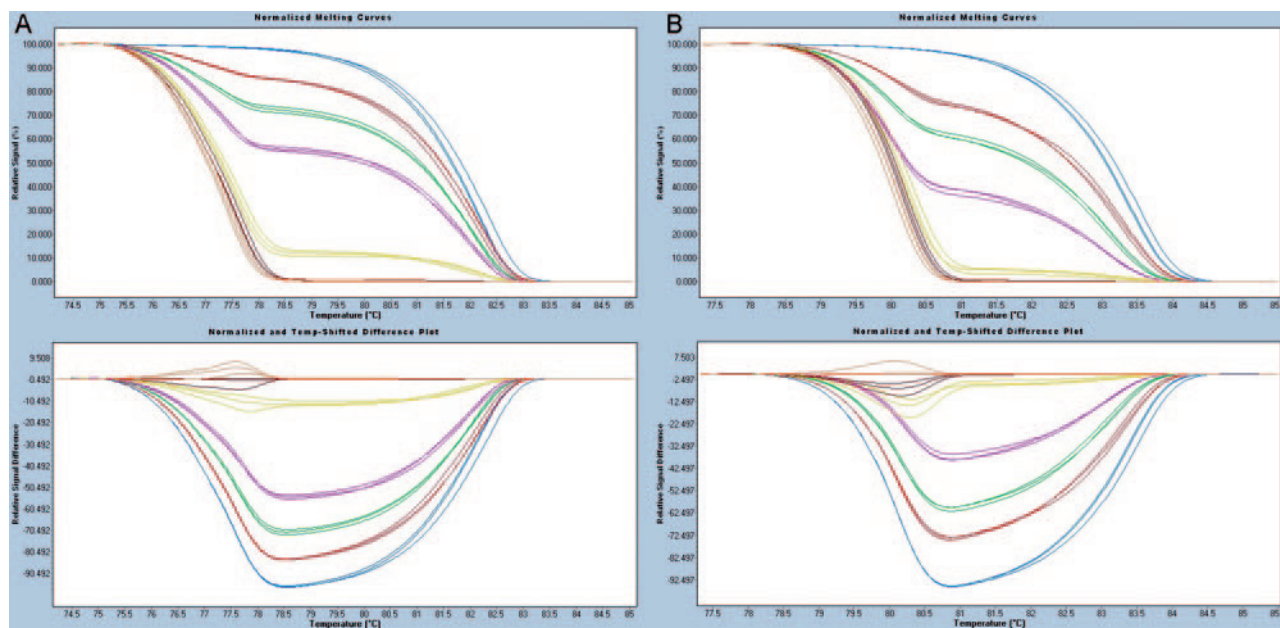 A
Normalized Melting Curves
Relative Signal (%)
100.000
90.000
80.000
70.000
60.000
50.000
40.000
30.000
20.000
10.000
0.000
74.5 75 75.5 76 76.5 77 77.5 78 78.5 79 79.5 80 80.5 81 81.5 82 82.5 83 83.5 84 84.5 85
Temperature [°C]
Normalized and Temp-Shifted Difference Plot
Relative Signal Difference
9.508
-0.492
-10.492
-20.492
-30.492
-40.492
-50.492
-60.492
-70.492
-80.492
-90.492
74.5 75 75.5 76 76.5 77 77.5 78 78.5 79 79.5 80 80.5 81 81.5 82 82.5 83 83.5 84 84.5 85
Temperature [°C]
B
Normalized Melting Curves
Relative Signal (%)
100.000
90.000
80.000
70.000
60.000
50.000
40.000
30.000
20.000
10.000
0.000
77.5 78 78.5 79 79.5 80 80.5 81 81.5 82 82.5 83 83.5 84 84.5 85 85.5
Temperature [°C]
Normalized and Temp-Shifted Difference Plot
Relative Signal Difference
7.503
-2.497
-12.497
-22.497
-32.497
-42.497
-52.497
-62.497
-72.497
-82.497
-92.497
77.5 78 78.5 79 79.5 80 80.5 81 81.5 82 82.5 83 83.5 84 84.5 85
Temperature [°C]